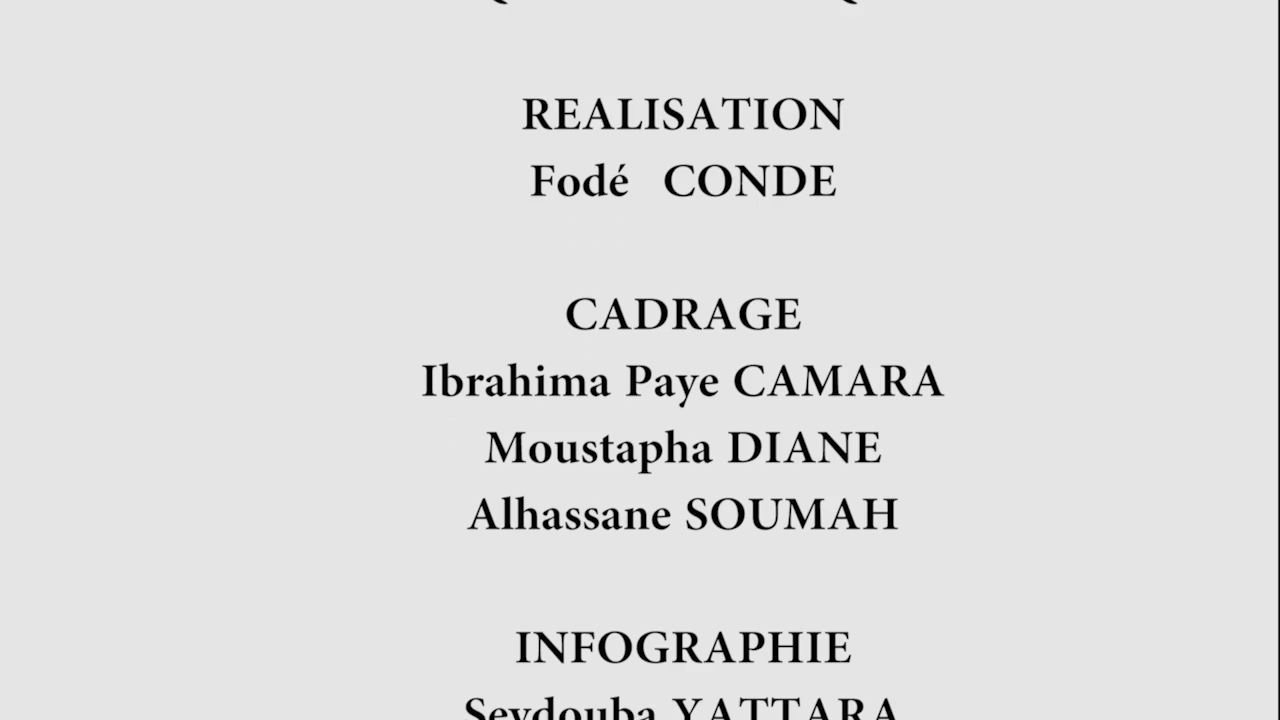 REALISATION
Fodé CONDE
CADRAGE
Ibrahima Paye CAMARA
Moustapha DIANE
Alhassane SOUMAH
INFOGRAPHIE
Seydouba YATTARA